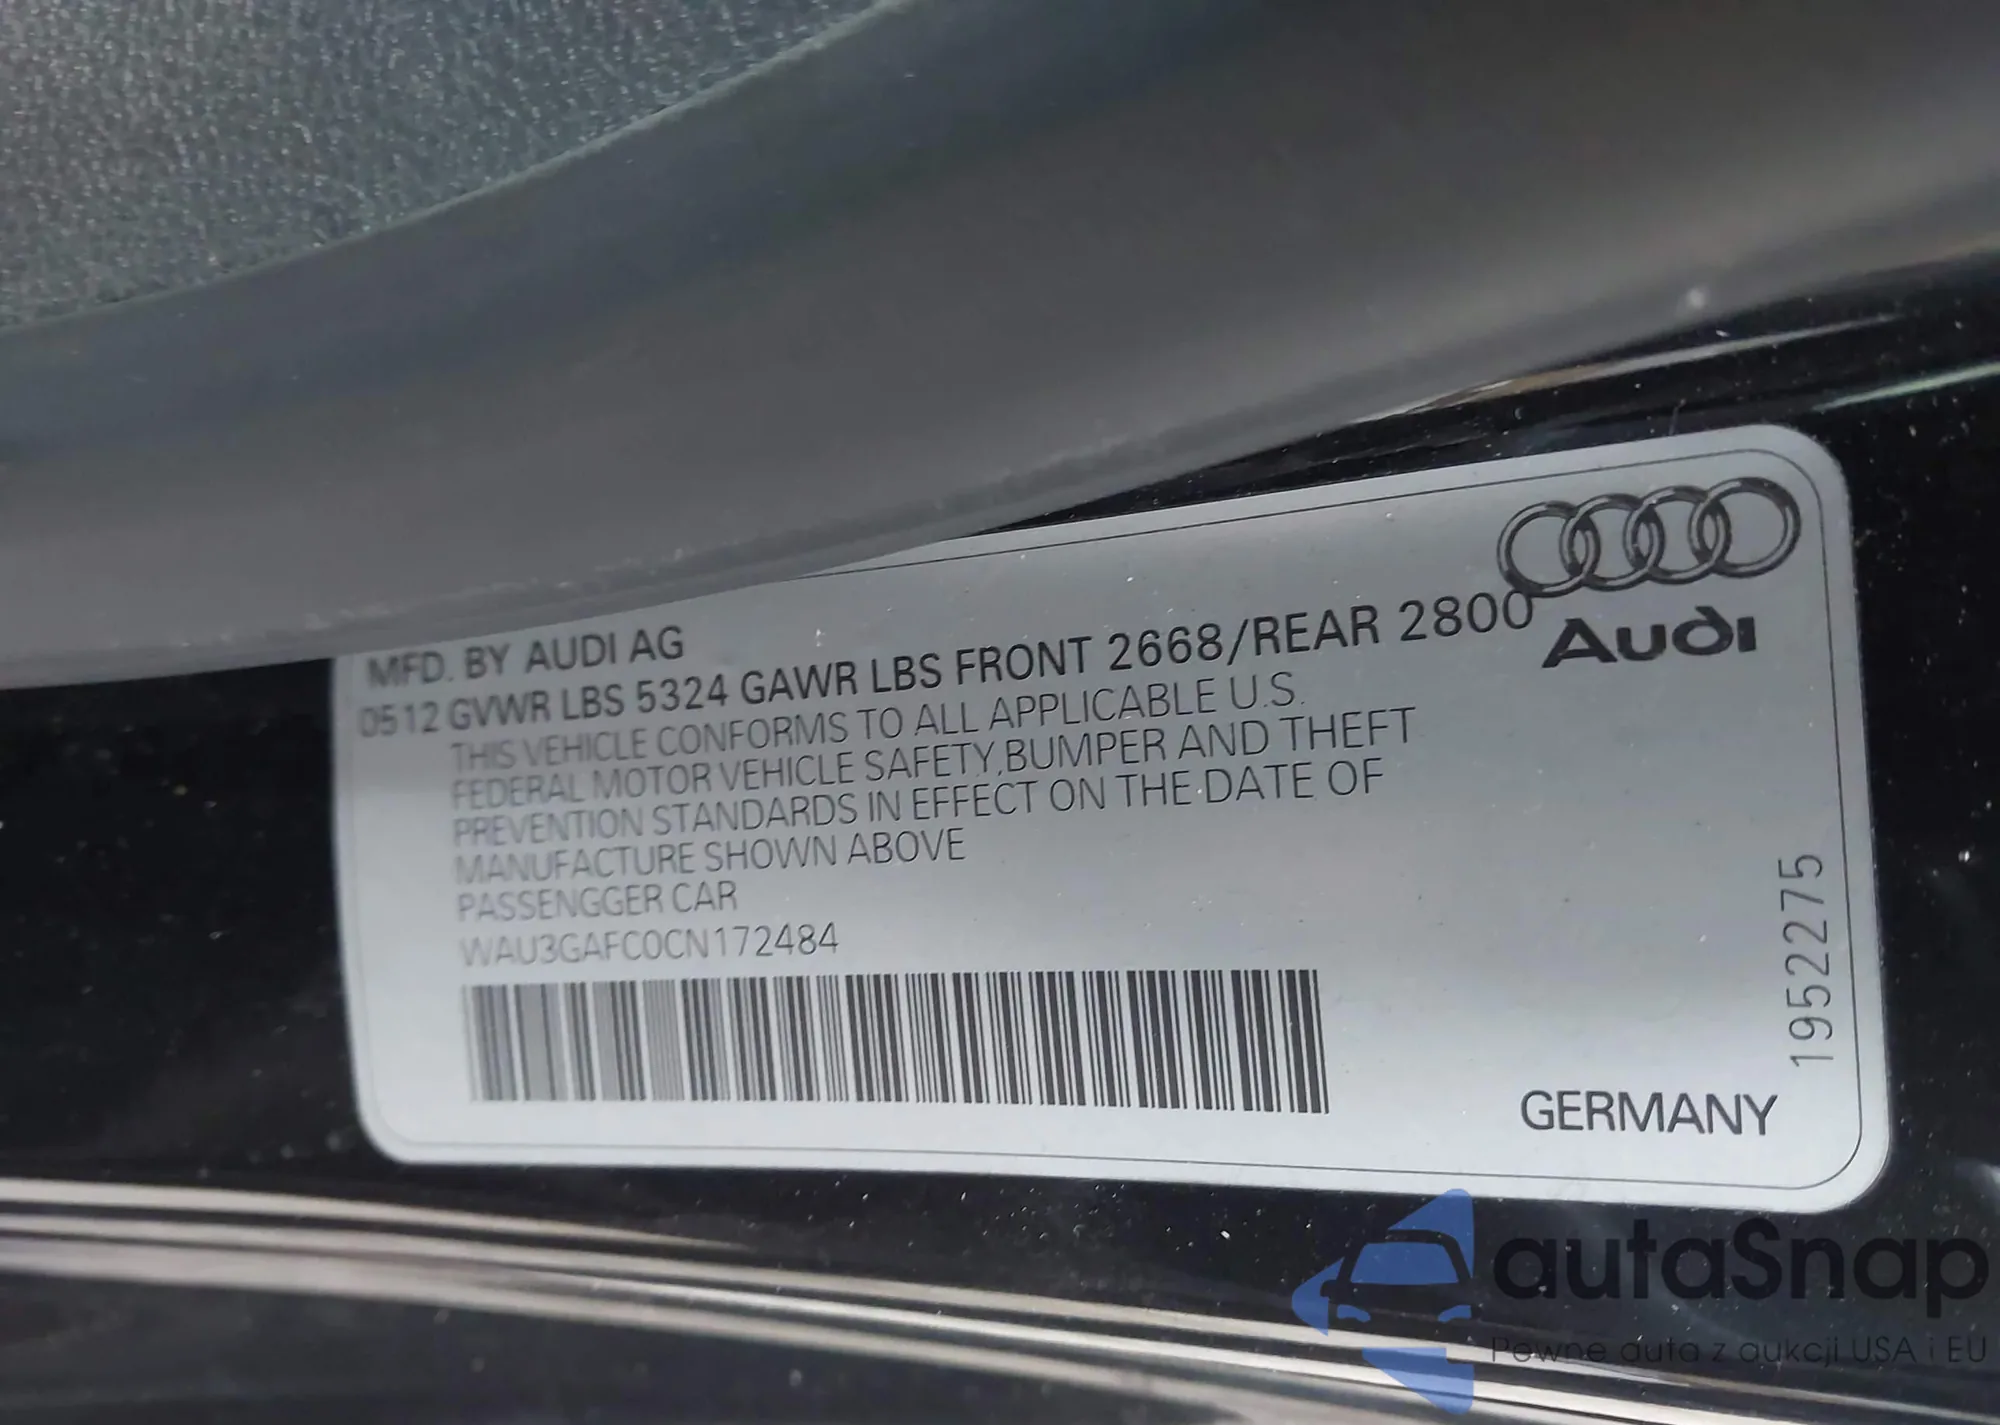 MFD. BY AUDI AG
0512 GVWR LBS 5324 GAWR LBS FRONT 2668/REAR 2800
Audi
THIS VEHICLE CONFORMS TO ALL APPLICABLE U.S.
FEDERAL MOTOR VEHICLE SAFETY,BUMPER AND THEFT
PREVENTION STANDARDS IN EFFECT ON THE DATE OF
MANUFACTURE SHOWN ABOVE
PASSENGGER CAR
WAU3GAFC0CN172484
1952275
GERMANY
autaSnap
Pewne auta z aukcji USA i EU